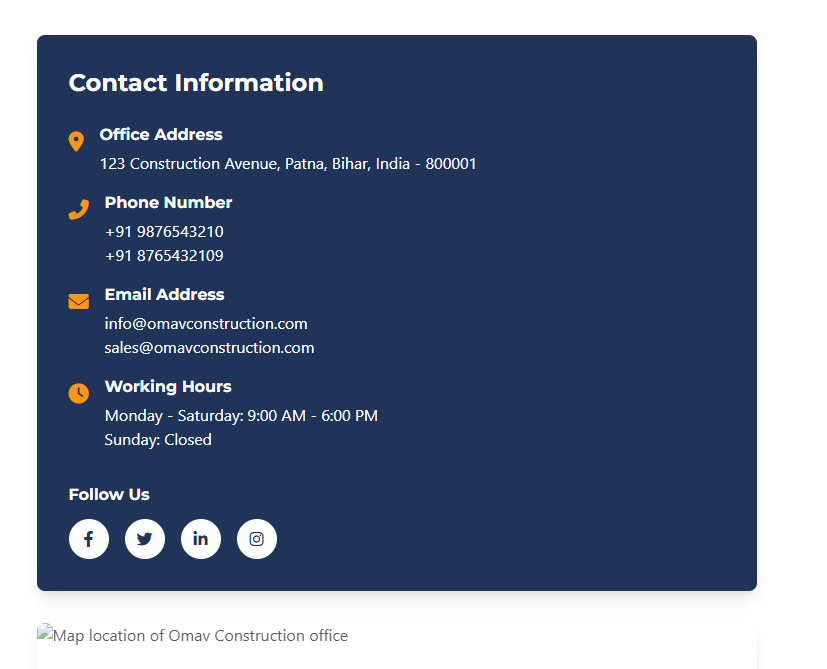 Contact Information
Office Address
123 Construction Avenue, Patna, Bihar, India - 800001
Phone Number
+91 9876543210
+91 8765432109
Email Address
info@omavconstruction.com
sales@omavconstruction.com
Working Hours
Monday - Saturday: 9:00 AM - 6:00 PM
Sunday: Closed
Follow Us
Map location of Omav Construction office